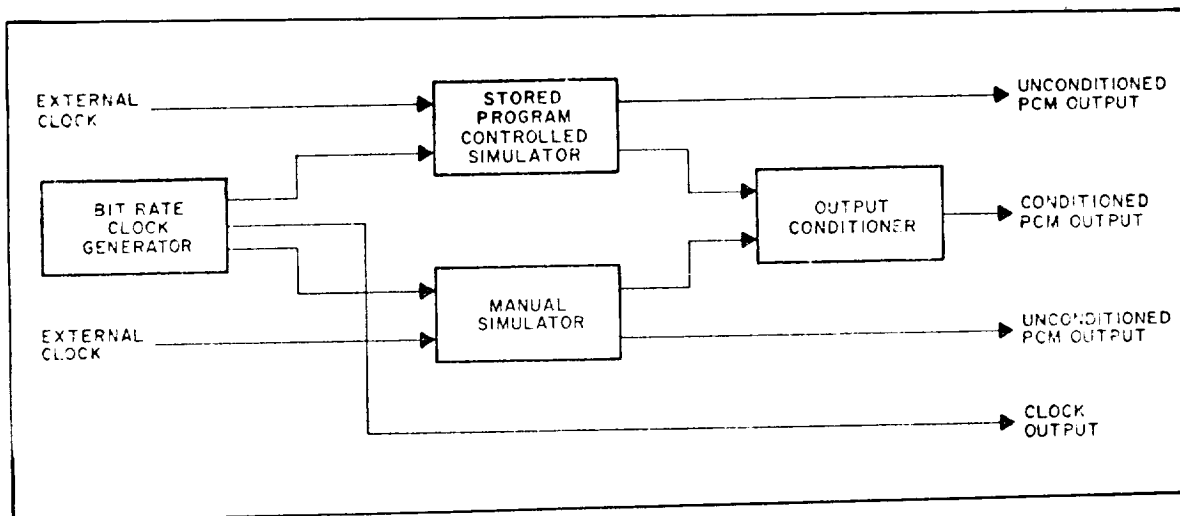 EXTERNAL
CLOCK
STORED
PROGRAM
CONTROLLED
SIMULATOR
UNCONDITIONED
PCM OUTPUT
BIT RATE
CLOCK
GENERATOR
OUTPUT
CONDITIONER
CONDITIONED
PCM OUTPUT
MANUAL
SIMULATOR
EXTERNAL
CLOCK
UNCONDITIONED
PCM OUTPUT
CLOCK
OUTPUT